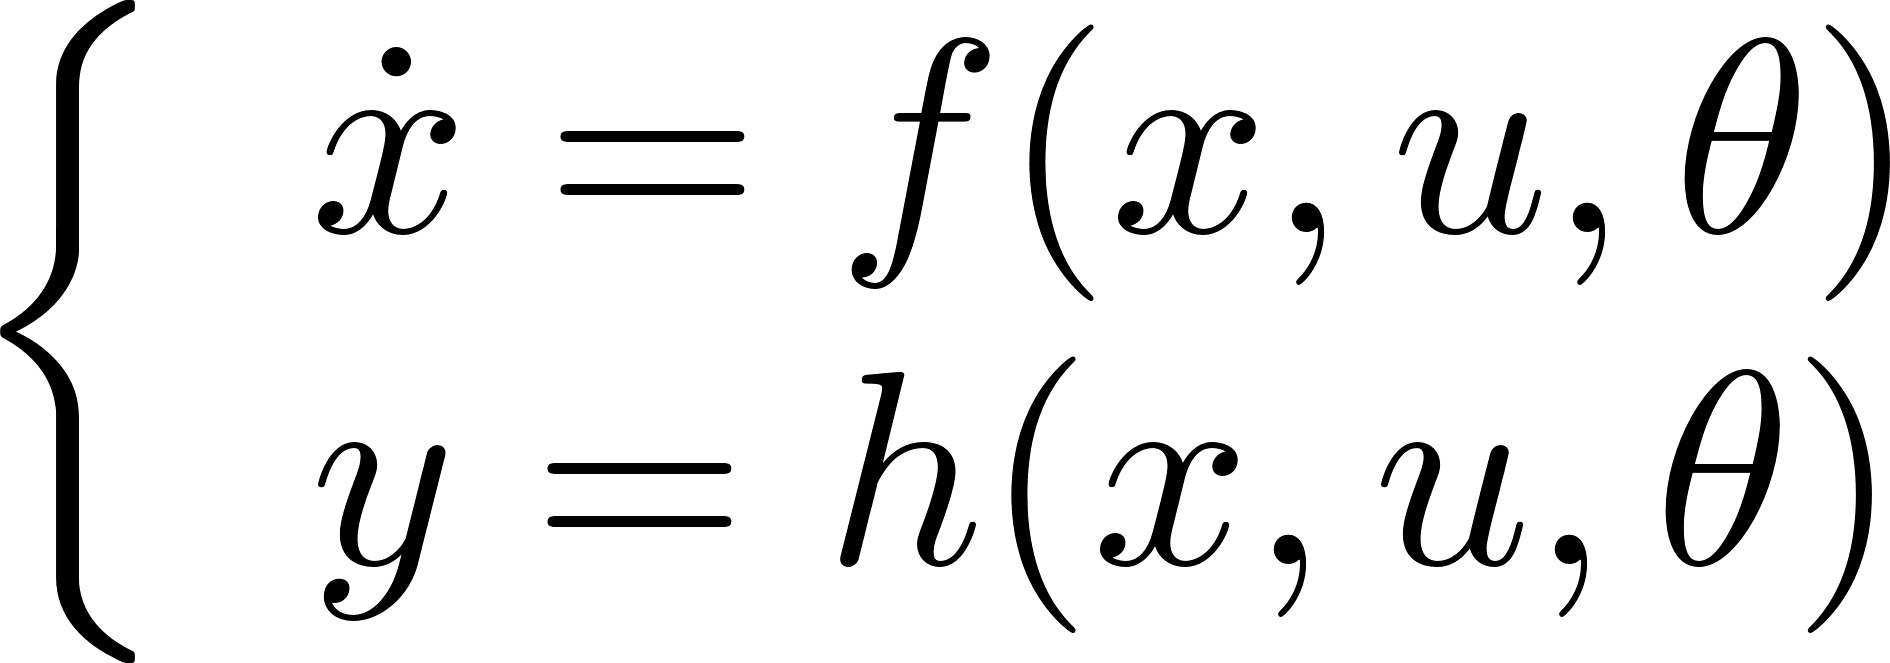 ẋ = f(x, u, θ)
y = h(x, u, θ)